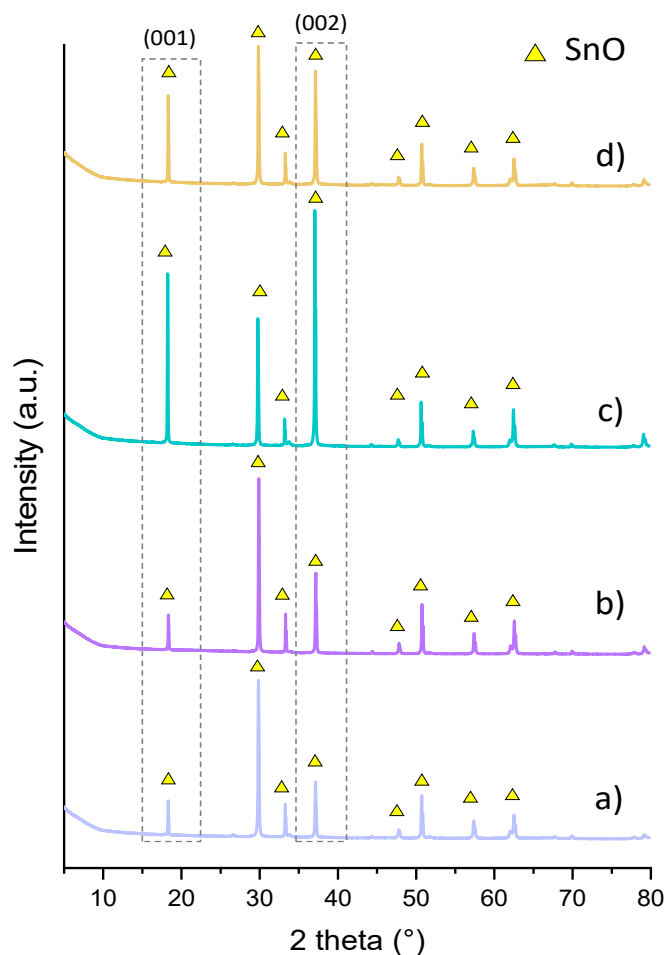 (001)
(002)
SnO
d)
c)
b)
a)
Intensity (a.u.)
10 20 30 40 50 60 70 80
2 theta (°)